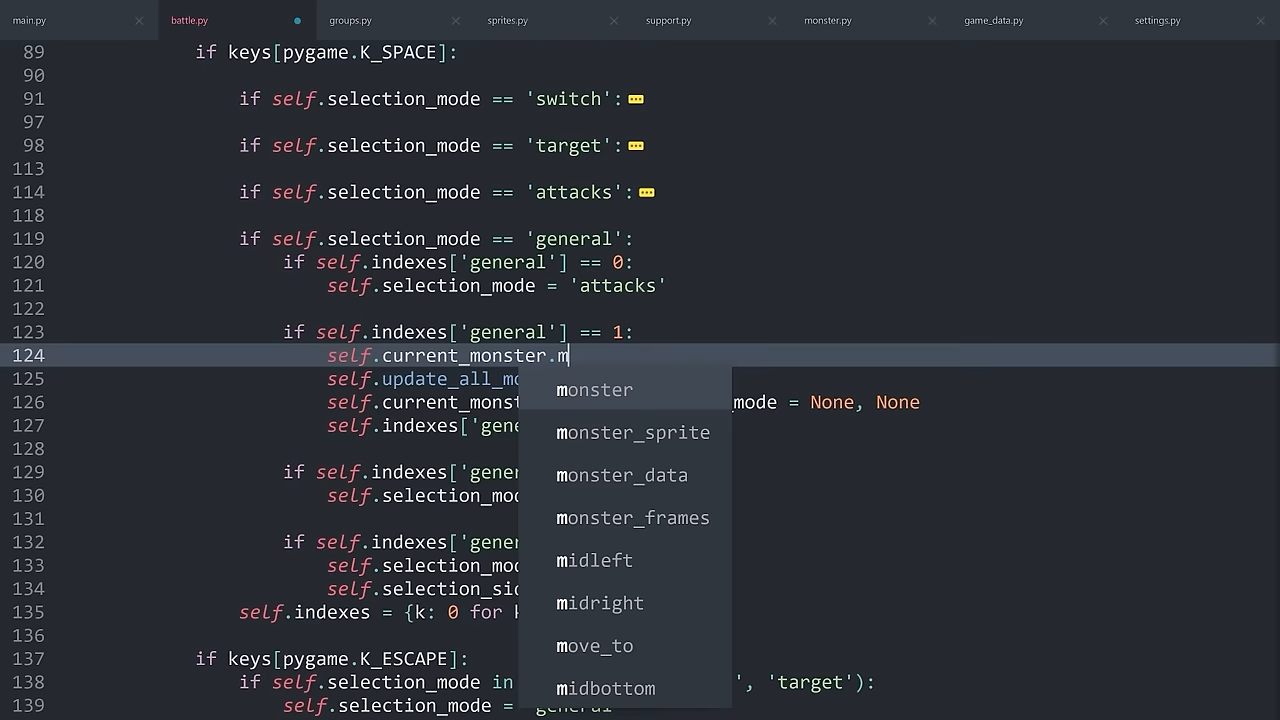 main.py battle.py groups.py sprites.py support.py monster.py game_data.py settings.py
89 if keys[pygame.K_SPACE]:
90
91 if self.selection_mode == 'switch':
97
98 if self.selection_mode == 'target':
113
114 if self.selection_mode == 'attacks':
118
119 if self.selection_mode == 'general':
120 if self.indexes['general'] == 0:
121 self.selection_mode = 'attacks'
122
123 if self.indexes['general'] == 1:
124 self.current_monster.m
125 self.update_all_mo
monster
126 self.current_monst _mode = None, None
127 self.indexes['gene
monster_sprite
128
129 if self.indexes['gener
monster_data
130 self.selection_mod
131
monster_frames
132 if self.indexes['gener
133 self.selection_mod
midleft
134 self.selection_sid
135 self.indexes = {k: 0 for k
midright
136
move_to
137 if keys[pygame.K_ESCAPE]:
138 if self.selection_mode in ', 'target'):
midbottom
139 self.selection_mode = general